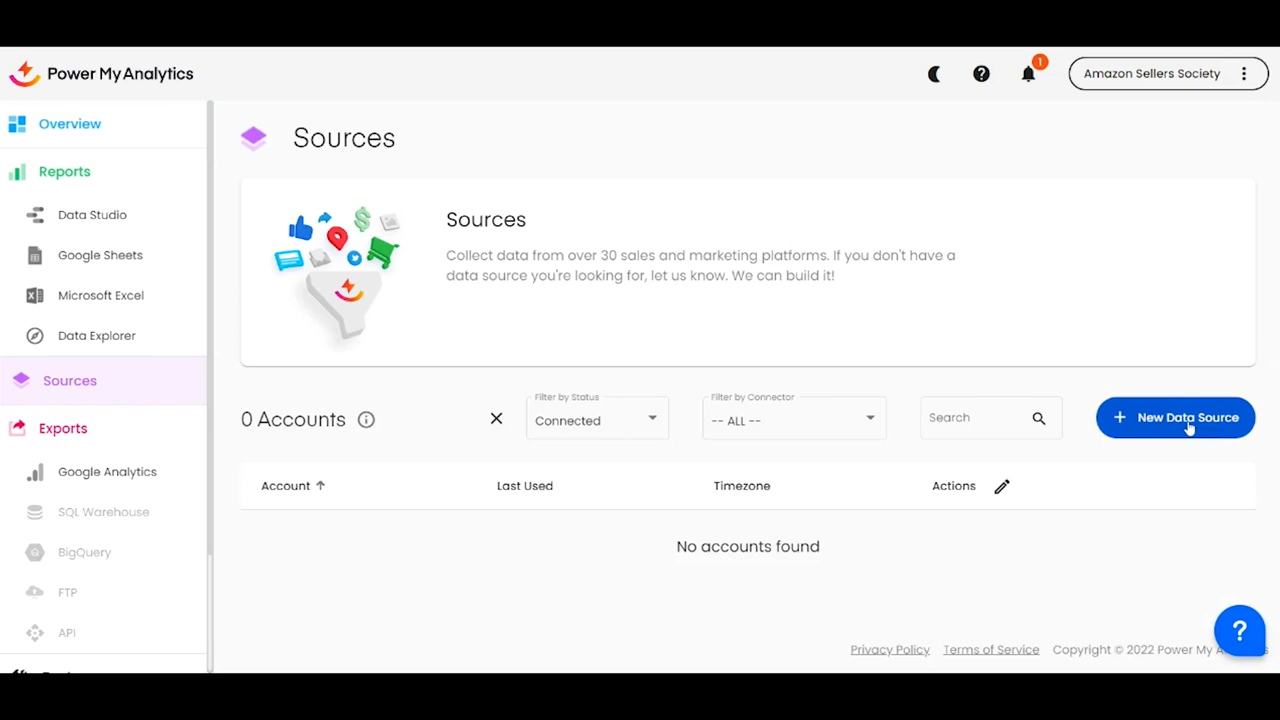 Power My Analytics
1
Amazon Sellers Society
Overview
Reports
Data Studio
Google Sheets
Microsoft Excel
Data Explorer
Sources
Exports
Google Analytics
SQL Warehouse
BigQuery
FTP
API
Sources
Sources
Collect data from over 30 sales and marketing platforms. If you don't have a
data source you're looking for, let us know. We can build it!
0 Accounts
Filter by Status
Connected
Filter by Connector
-- ALL --
Search
+ New Data Source
Account
Last Used
Timezone
Actions
No accounts found
Privacy Policy
Terms of Service
Copyright © 2022 Power My
?